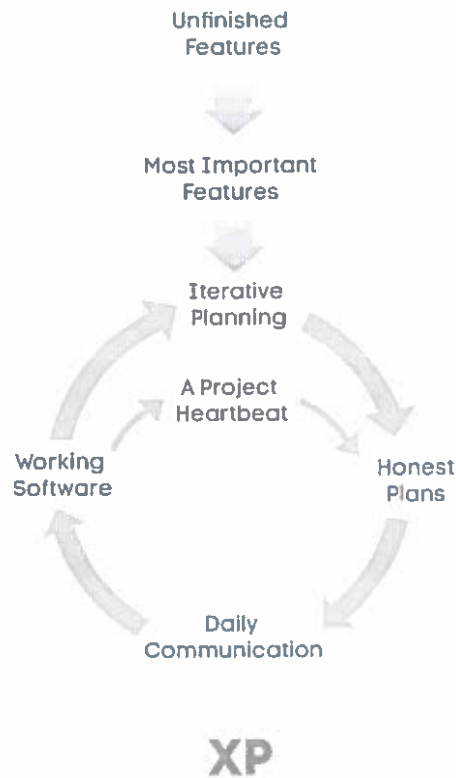 Unfinished
Features
Most Important
Features
Iterative
Planning
A Project
Heartbeat
Working
Software
Honest
Plans
Daily
Communication
XP